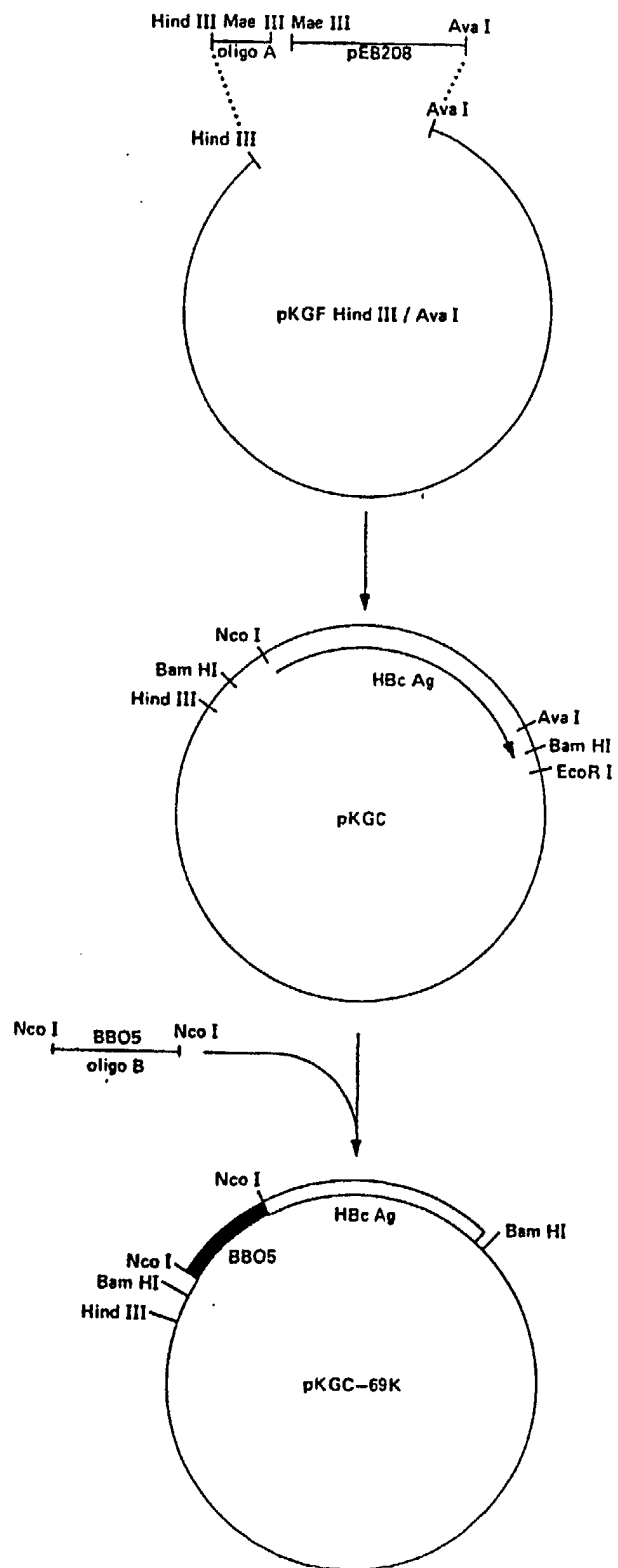 Hind III Mae III Mae III Ava I
oligo A pEB208
Ava I
Hind III
pKGF Hind III / Ava I
Nco I
Bam HI
HBc Ag
Hind III
Ava I
Bam HI
EcoR I
pKGC
Nco I BB05 Nco I
oligo B
Nco I
HBc Ag
Bam HI
Nco I
BB05
Bam HI
Hind III
pKGC-69K